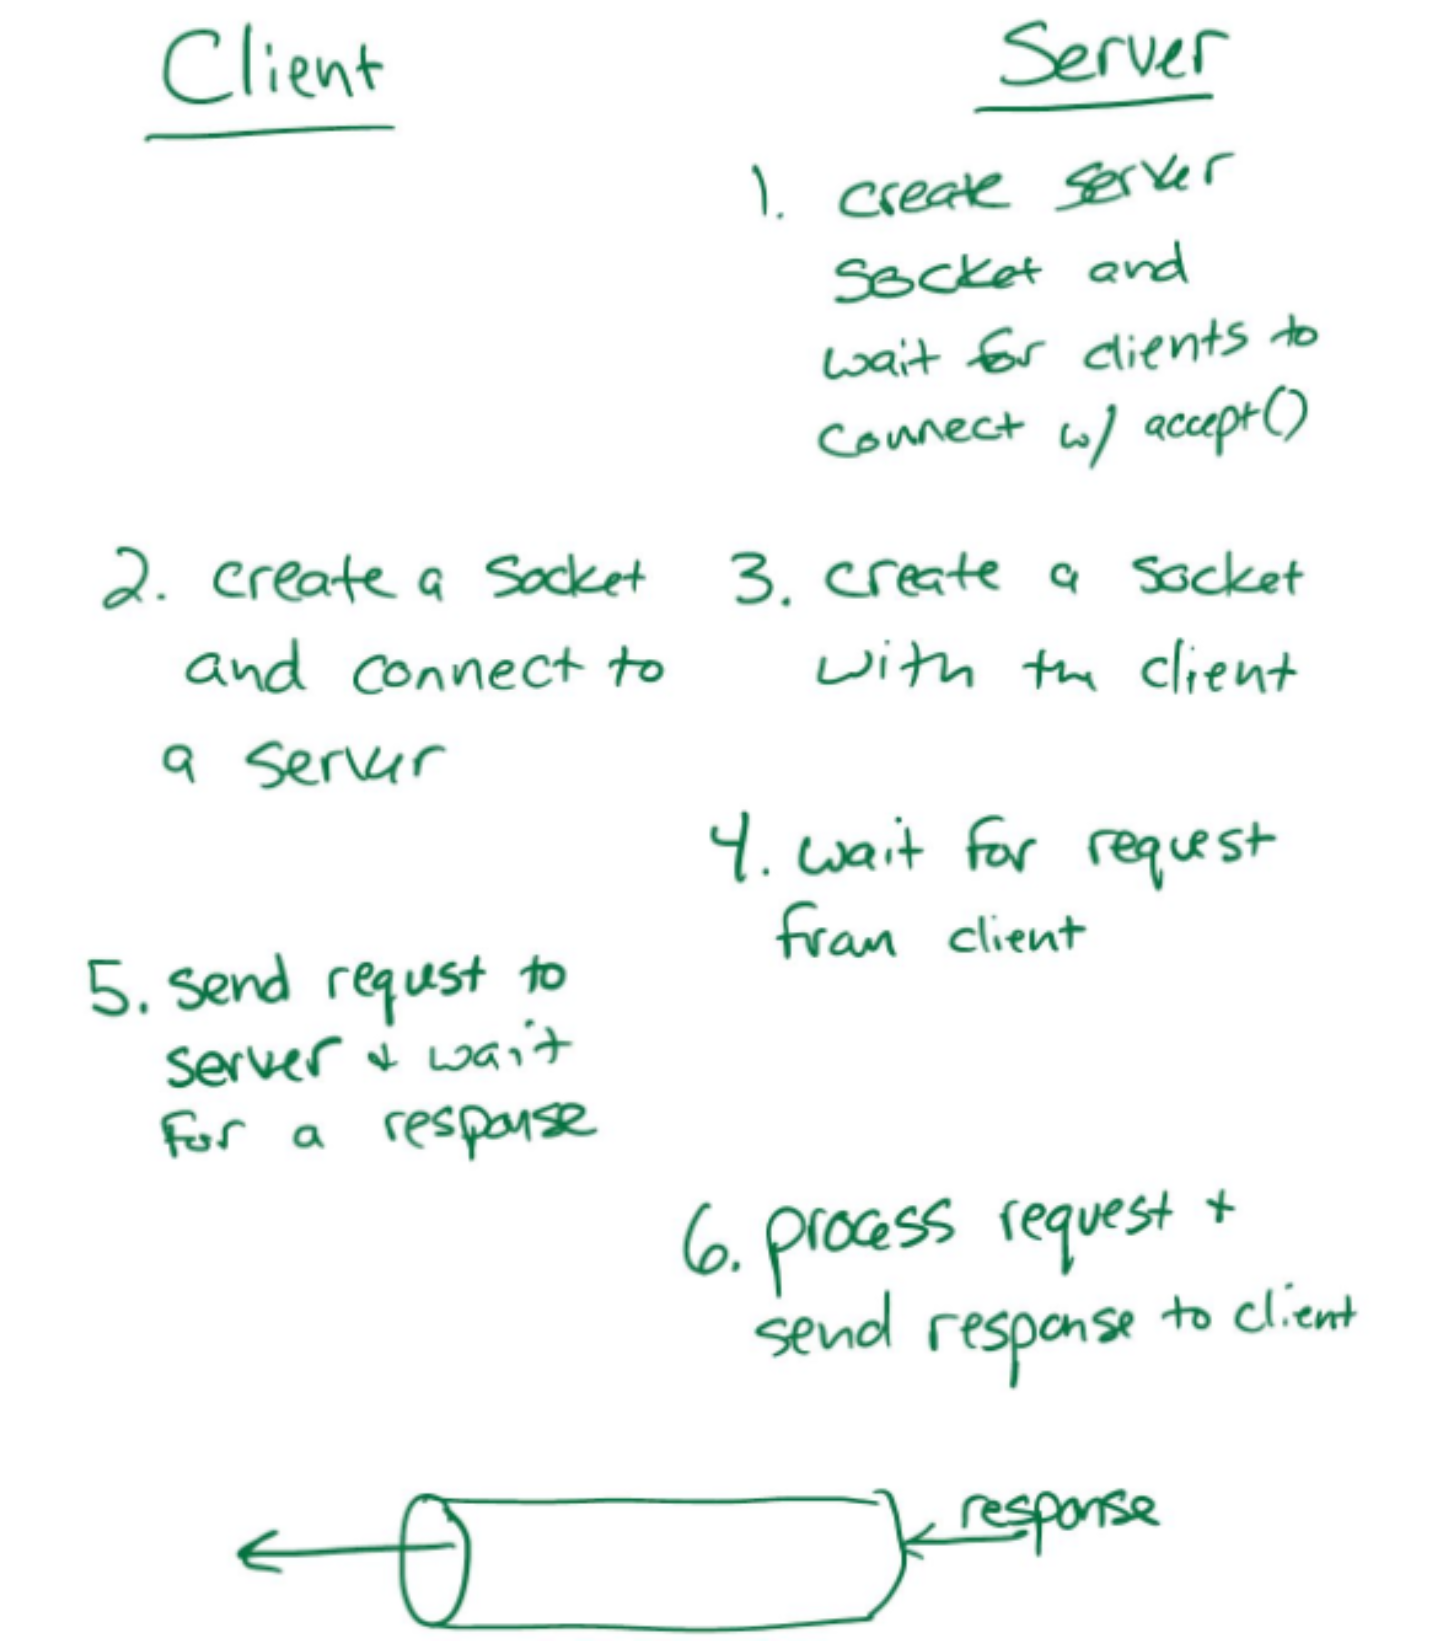 Client
Server
1. create server
socket and
wait for clients to
connect w/ accept()
2. create a socket
and connect to
a server
3. create a socket
with the client
4. wait for request
from client
5. send request to
server + wait
for a response
6. process request +
send response to client
response